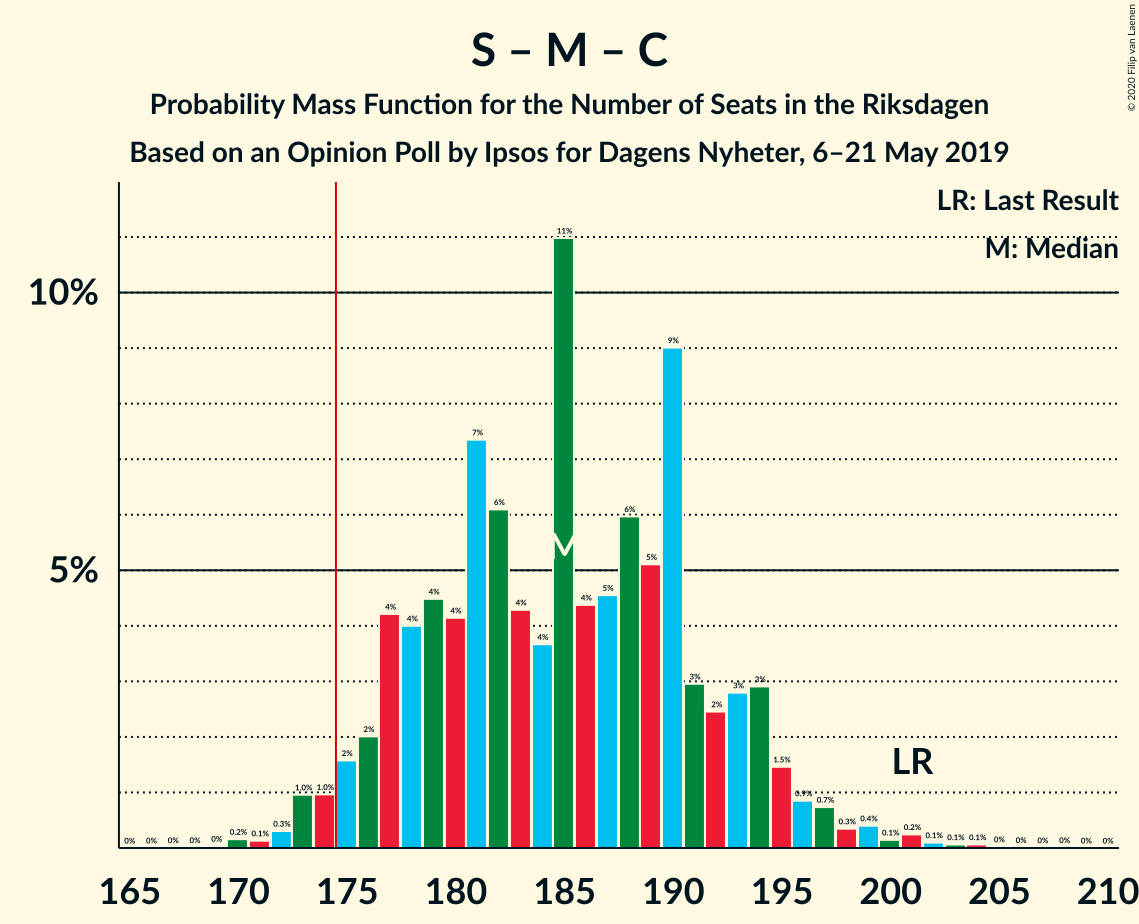 S – M – C
Probability Mass Function for the Number of Seats in the Riksdagen
Based on an Opinion Poll by Ipsos for Dagens Nyheter, 6–21 May 2019
© 2020 Filip van Laenen
LR: Last Result
M: Median
10%
5%
0% 0% 0% 0% 0% 0.2% 0.1% 0.3% 1.0% 1.0% 2% 2% 4% 4% 4% 4% 7% 6% 4% 4% 11% 4% 5% 6% 5% 9% 3% 2% 3% 3% 1.5% 0.9% 0.7% 0.3% 0.4% 0.1% 0.2% 0.1% 0.1% 0.1% 0% 0% 0% 0% 0% 0%
M
LR
165 170 175 180 185 190 195 200 205 210